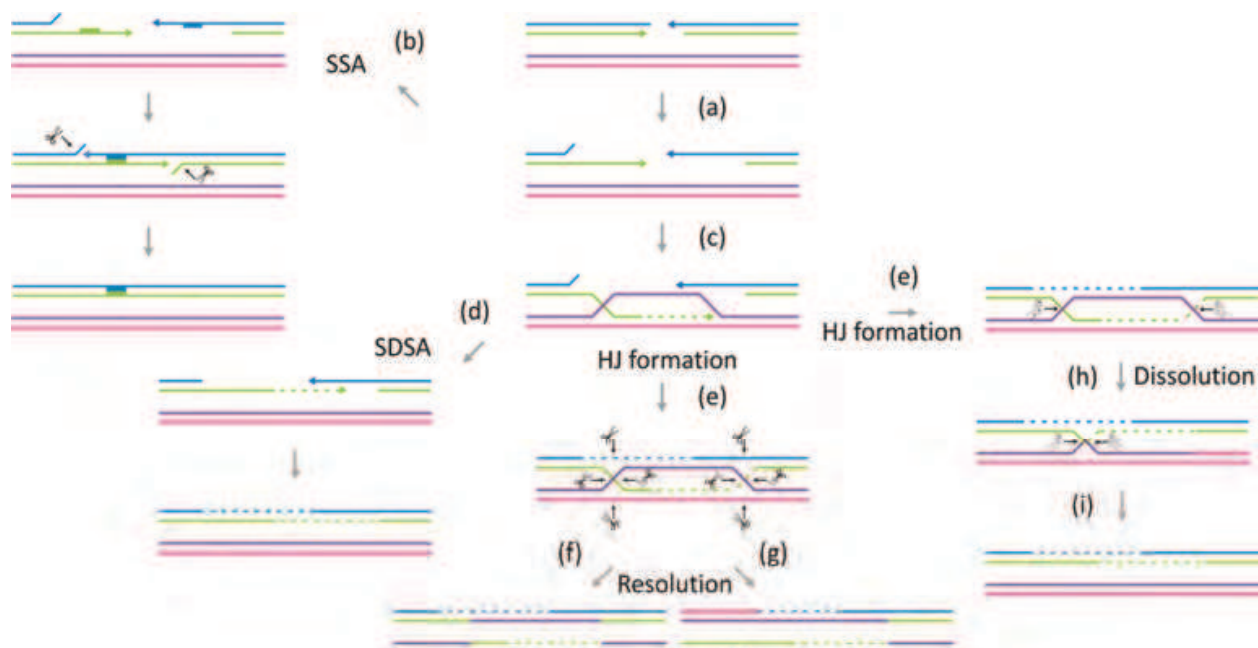 (b)
SSA
(a)
(c)
(e)
HJ formation
(d)
SDSA
HJ formation
(e)
(h) Dissolution
(f)
(g)
Resolution
(i)